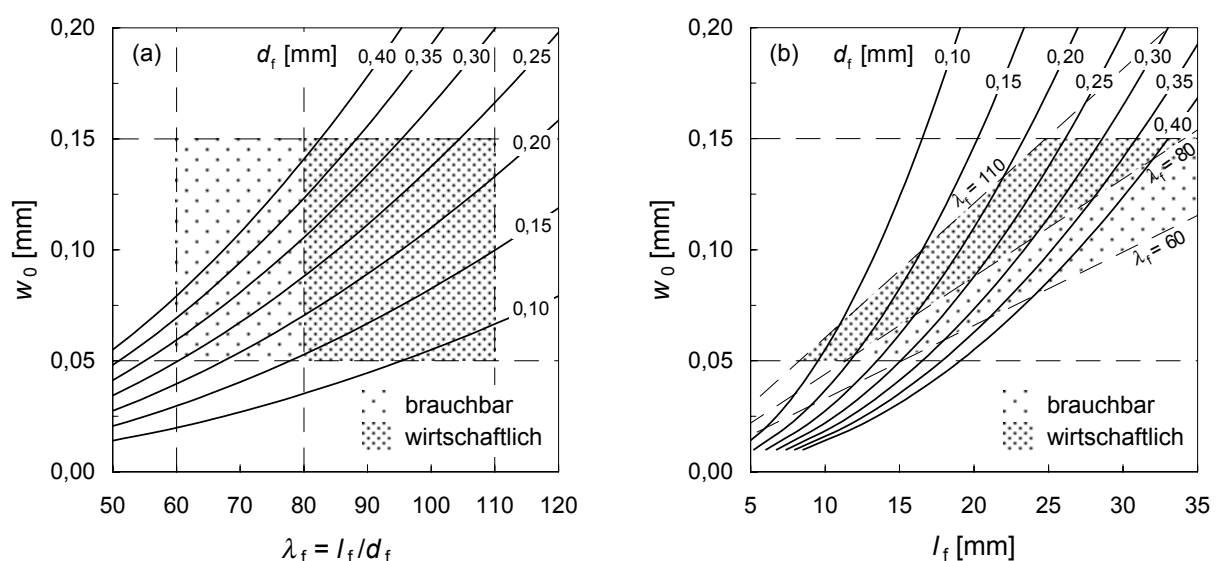 (a)
d_f [mm]
0,40
0,35
0,30
0,25
0,20
0,15
0,10
0,20
0,15
0,10
0,05
0,00
w_0 [mm]
brauchbar
wirtschaftlich
50 60 70 80 90 100 110 120
λ_f = l_f/d_f
(b)
d_f [mm]
0,10
0,15
0,20
0,25
0,30
0,35
0,40
λ_f = 110
λ_f = 80
λ_f = 60
0,20
0,15
0,10
0,05
0,00
w_0 [mm]
brauchbar
wirtschaftlich
5 10 15 20 25 30 35
l_f [mm]